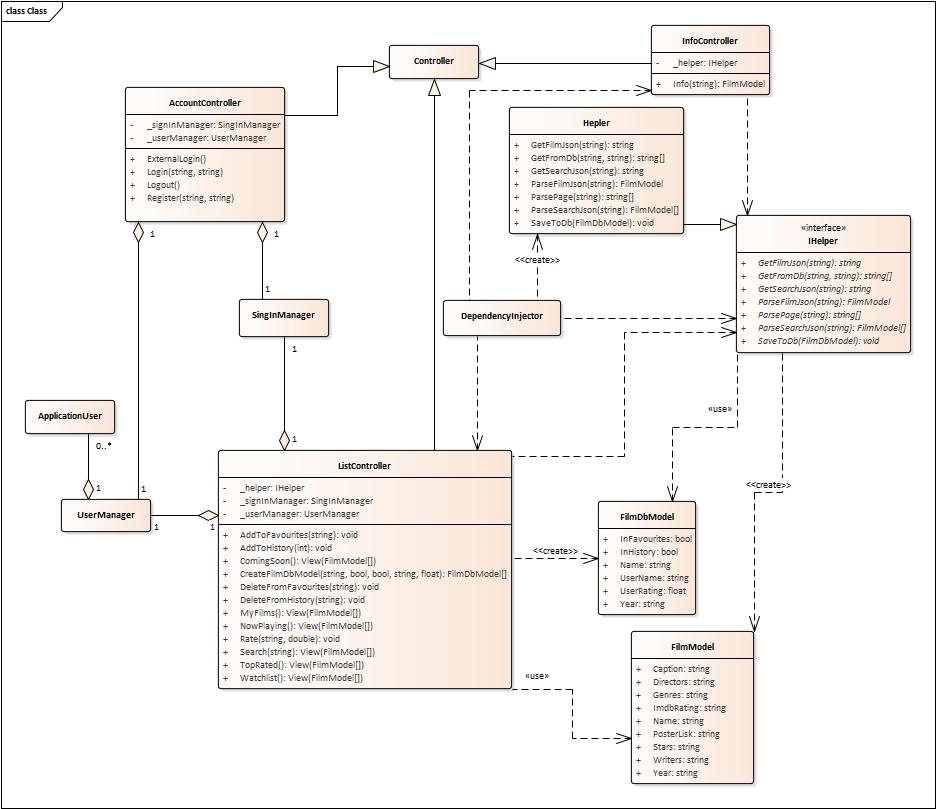 class Class
Controller
InfoController
- _helper: IHelper
+ Info(string): FilmModel
AccountController
- _signInManager: SingInManager
- _userManager: UserManager
+ ExternalLogin()
+ Login(string, string)
+ Logout()
+ Register(string, string)
1
1
Hepler
+ GetFilmJson(string): string
+ GetFromDb(string, string): string[]
+ GetSearchJson(string): string
+ ParseFilmJson(string): FilmModel
+ ParsePage(string): string[]
+ ParseSearchJson(string): FilmModel[]
+ SaveToDb(FilmDbModel): void
<<create>>
«interface»
IHelper
+ GetFilmJson(string): string
+ GetFromDb(string, string): string[]
+ GetSearchJson(string): string
+ ParseFilmJson(string): FilmModel
+ ParsePage(string): string[]
+ ParseSearchJson(string): FilmModel[]
+ SaveToDb(FilmDbModel): void
1
SingInManager
1
DependencyInjector
«use»
<<create>>
ApplicationUser
0..*
1
1
UserManager
1
1
1
ListController
- _helper: IHelper
- _signInManager: SingInManager
- _userManager: UserManager
+ AddToFavourites(string): void
+ AddToHistory(int): void
+ ComingSoon(): View(FilmModel[])
+ CreateFilmDbModel(string, bool, bool, string, float): FilmDbModel[]
+ DeleteFromFavourites(string): void
+ DeleteFromHistory(string): void
+ MyFilms(): View(FilmModel[])
+ NowPlaying(): View(FilmModel[])
+ Rate(string, double): void
+ Search(string): View(FilmModel[])
+ TopRated(): View(FilmModel[])
+ Watchlist(): View(FilmModel[])
<<create>>
«use»
FilmDbModel
+ InFavourites: bool
+ InHistory: bool
+ Name: string
+ UserName: string
+ UserRating: float
+ Year: string
FilmModel
+ Caption: string
+ Directors: string
+ Genres: string
+ ImdbRating: string
+ Name: string
+ PosterLisk: string
+ Stars: string
+ Writers: string
+ Year: string